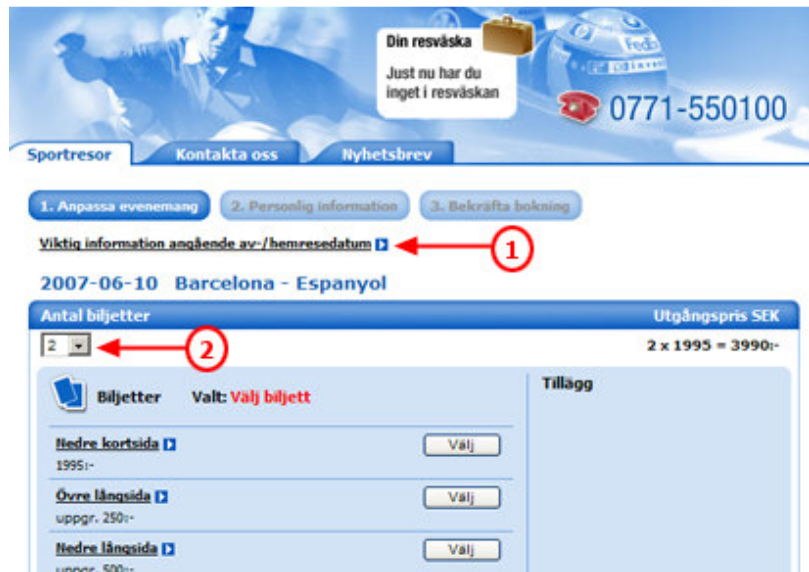 Din resväska
Just nu har du
inget i resväskan
FedEx
0771-550100
Sportresor
Kontakta oss
Nyhetsbrev
1. Anpassa evenemang
2. Personlig information
3. Bekräfta bokning
Viktig information angående av-/hemresedatum
1
2007-06-10 Barcelona - Espanyol
Antal biljetter
Utgångspris SEK
2
2
2 x 1995 = 3990:-
Biljetter Valt: Välj biljett
Tillägg
Nedre kortsida
Välj
1995:-
Övre långsida
Välj
uppgr. 250:-
Nedre långsida
Välj
uppgr. 500:-